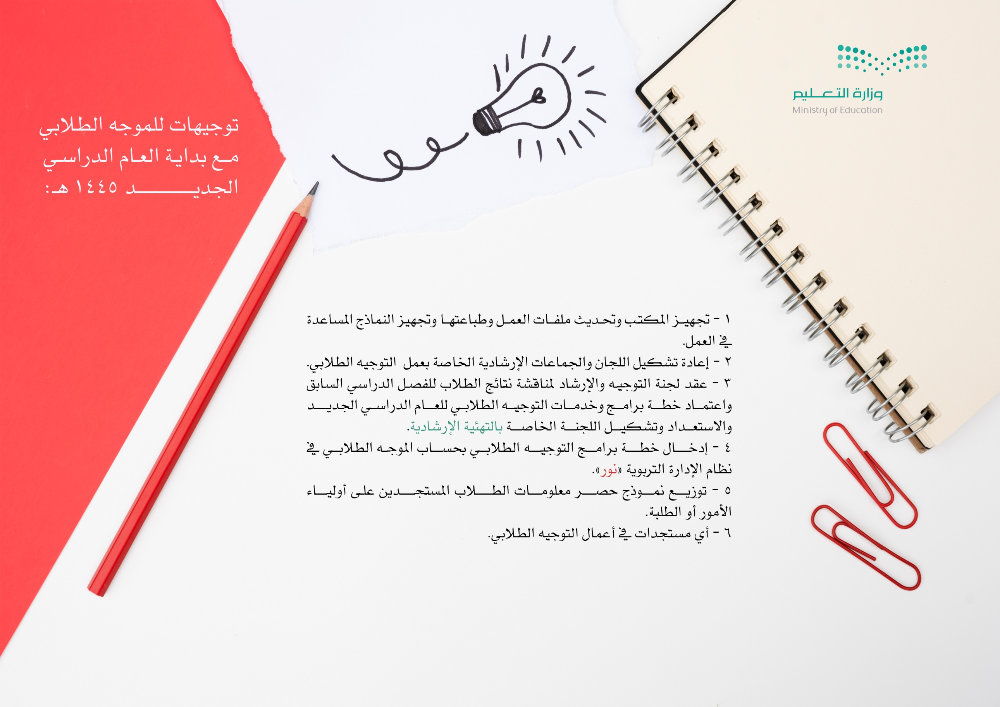 وزارة التعليم
Ministry of Education
توجيهات للموجه الطلابي
مع بداية العام الدراسي
الجديد ١٤٤٥ هـ:
١ - تجهيز المكتب وتحديث ملفات العمل وطباعتها وتجهيز النماذج المساعدة
في العمل.
٢ - إعادة تشكيل اللجان والجماعات الإرشادية الخاصة بعمل التوجيه الطلابي.
٣ - عقد لجنة التوجيه والإرشاد لمناقشة نتائج الطلاب للفصل الدراسي السابق
واعتماد خطة برامج وخدمات التوجيه الطلابي للعام الدراسي الجديد
والاستعداد وتشكيل اللجنة الخاصة بالتهئية الإرشادية.
٤ - إدخال خطة برامج التوجيه الطلابي بحساب الموجه الطلابي في
نظام الإدارة التربوية «نور».
٥ - توزيع نموذج حصر معلومات الطلاب المستجدين على أولياء
الأمور أو الطلبة.
٦ - أي مستجدات في أعمال التوجيه الطلابي.